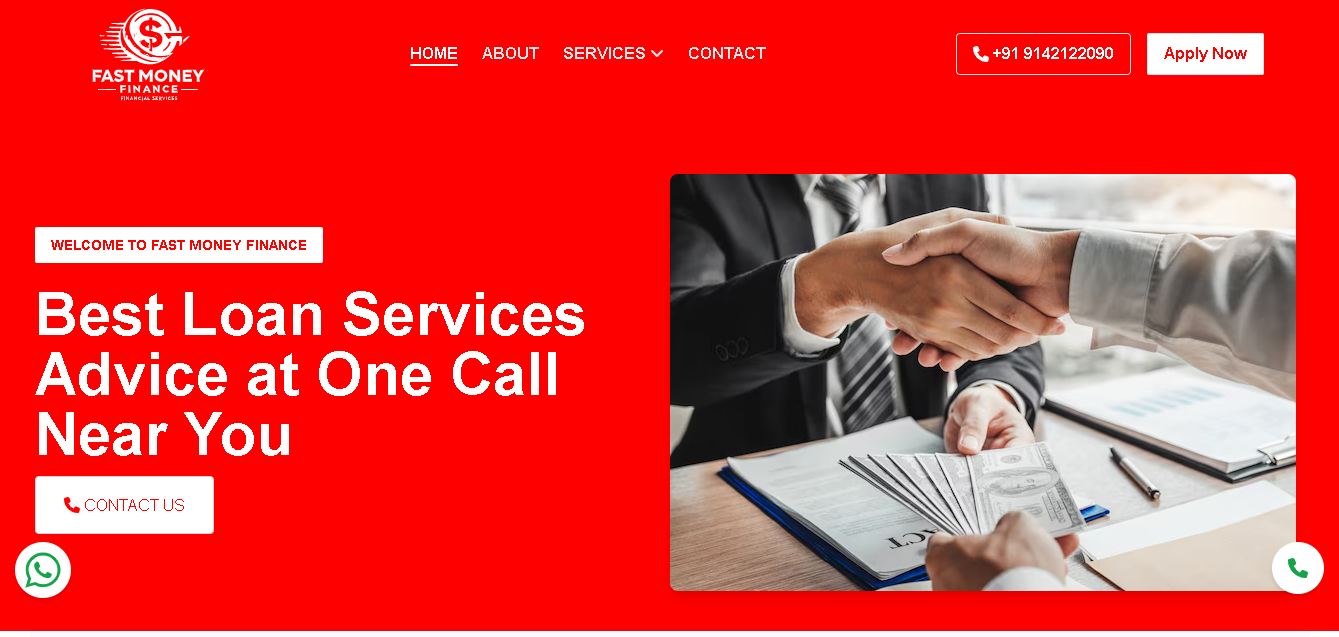 FAST MONEY
FINANCE
FINANCIAL SERVICES
HOME
ABOUT
SERVICES
CONTACT
+91 9142122090
Apply Now
WELCOME TO FAST MONEY FINANCE
Best Loan Services
Advice at One Call
Near You
CONTACT US